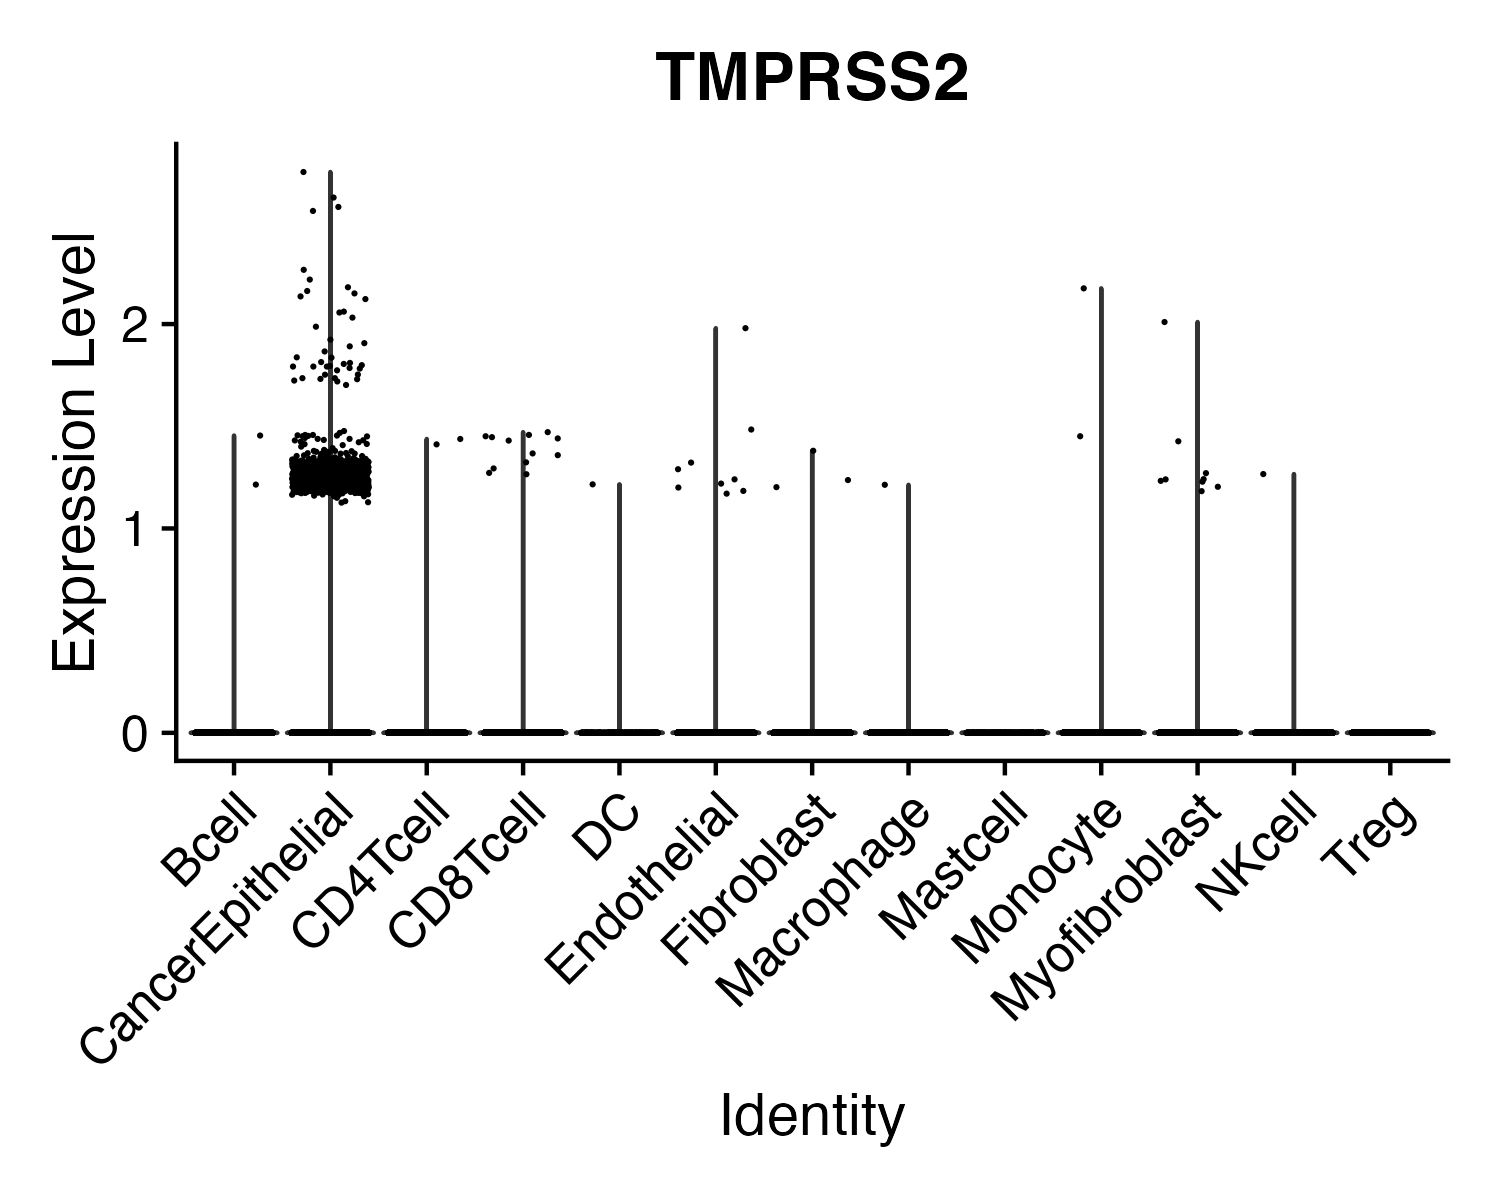 TMPRSS2
Expression Level
2
1
0
Bcell
CancerEpithelial
CD4Tcell
CD8Tcell
DC
Endothelial
Fibroblast
Macrophage
Mastcell
Monocyte
Myofibroblast
NKcell
Treg
Identity